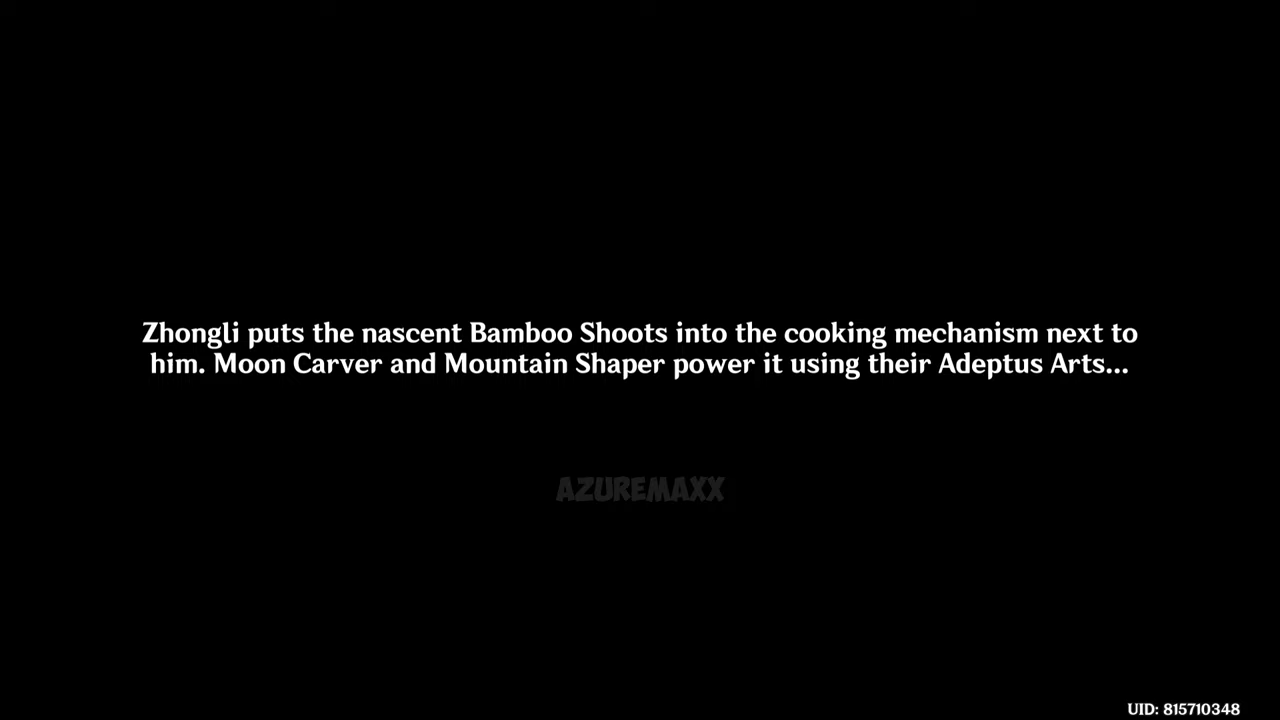 Zhongli puts the nascent Bamboo Shoots into the cooking mechanism next to
him. Moon Carver and Mountain Shaper power it using their Adeptus Arts...
AZUREMAXX
UID: 815710348